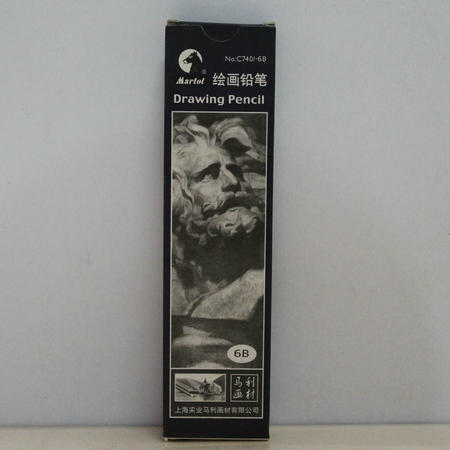 No:C7401-6B
Martol ®
绘画铅笔
Drawing Pencil
6B
马利
画材
上海实业马利画材有限公司